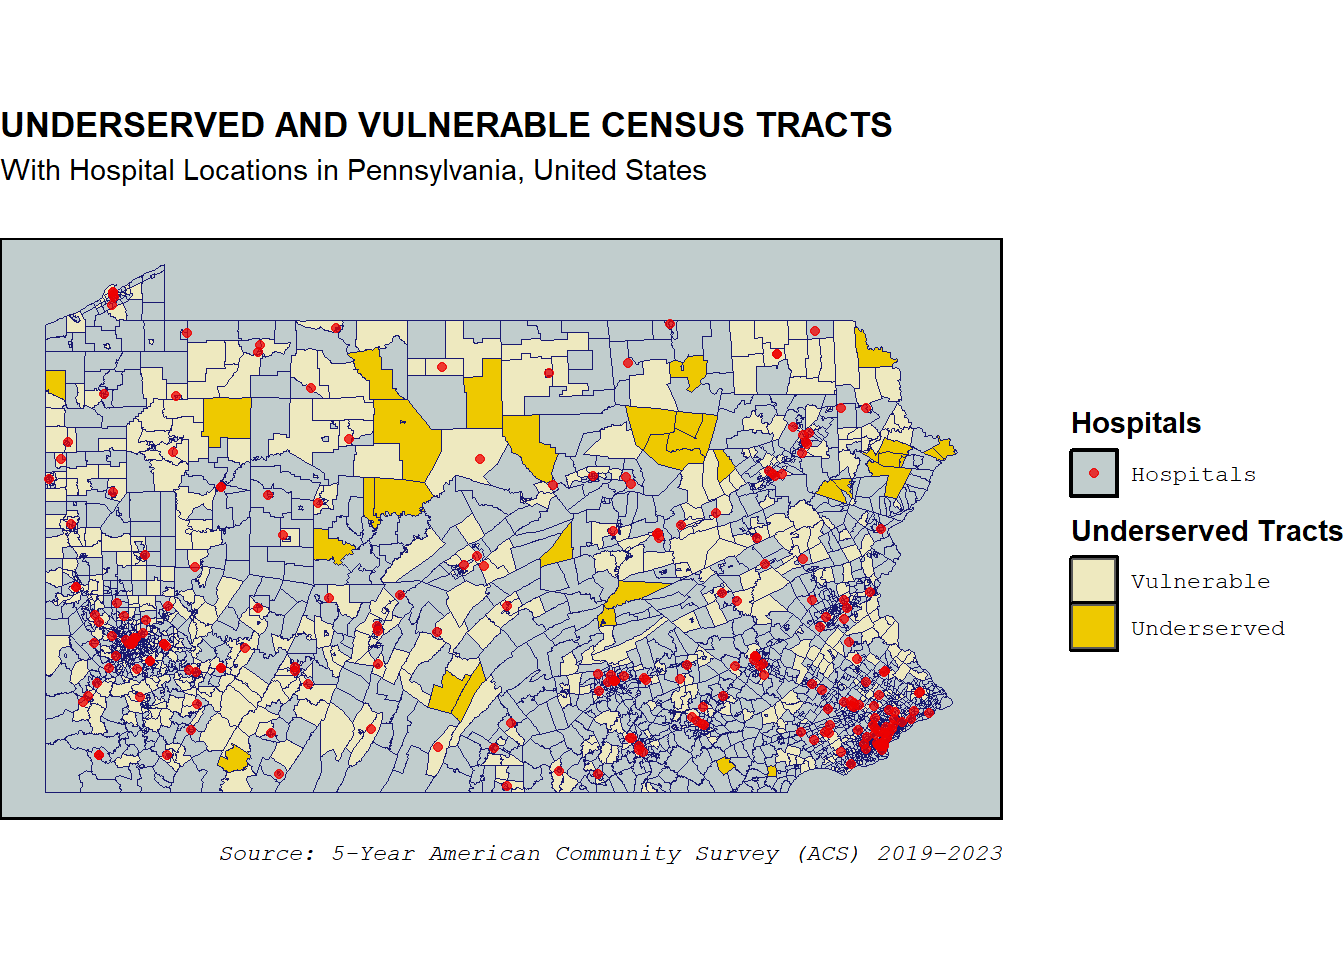 UNDERSERVED AND VULNERABLE CENSUS TRACTS
With Hospital Locations in Pennsylvania, United States
Hospitals
Hospitals
Underserved Tracts
Vulnerable
Underserved
Source: 5-Year American Community Survey (ACS) 2019-2023